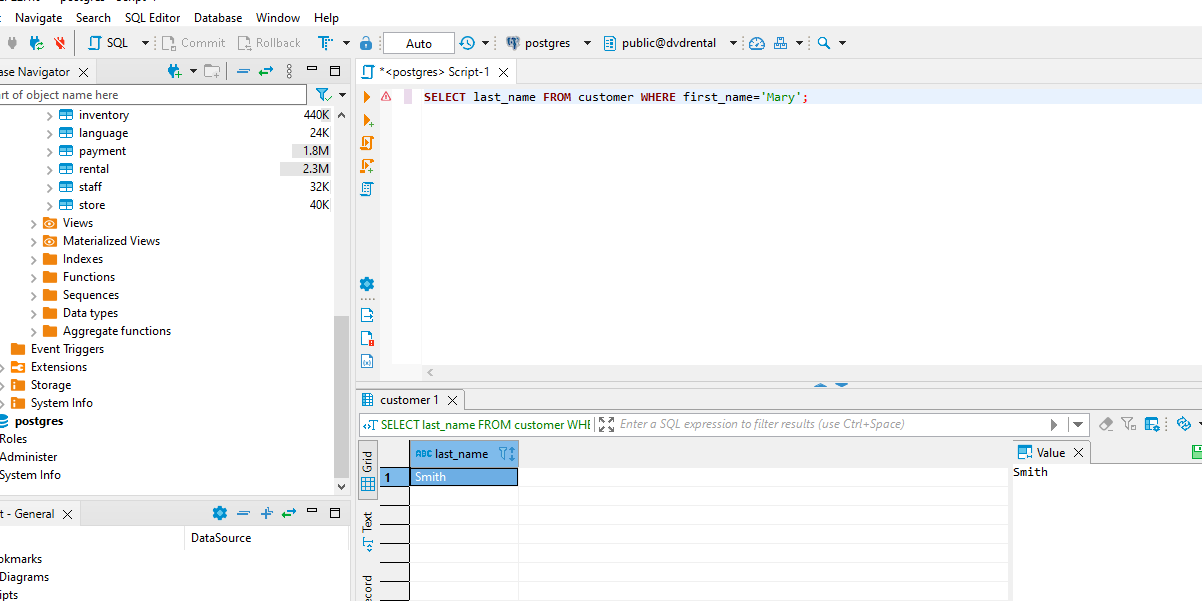 Navigate Search SQL Editor Database Window Help
SQL Commit Rollback Auto postgres public@dvdrental
ase Navigator
rt of object name here
inventory 440K
language 24K
payment 1.8M
rental 2.3M
staff 32K
store 40K
Views
Materialized Views
Indexes
Functions
Sequences
Data types
Aggregate functions
Event Triggers
Extensions
Storage
System Info
postgres
Roles
Administer
System Info
t - General
DataSource
okmarks
Diagrams
ipts
*<postgres> Script-1
SELECT last_name FROM customer WHERE first_name='Mary';
customer 1
SELECT last_name FROM customer WHE
Enter a SQL expression to filter results (use Ctrl+Space)
Grid
Text
ecord
ABC last_name
1 Smith
Value
Smith